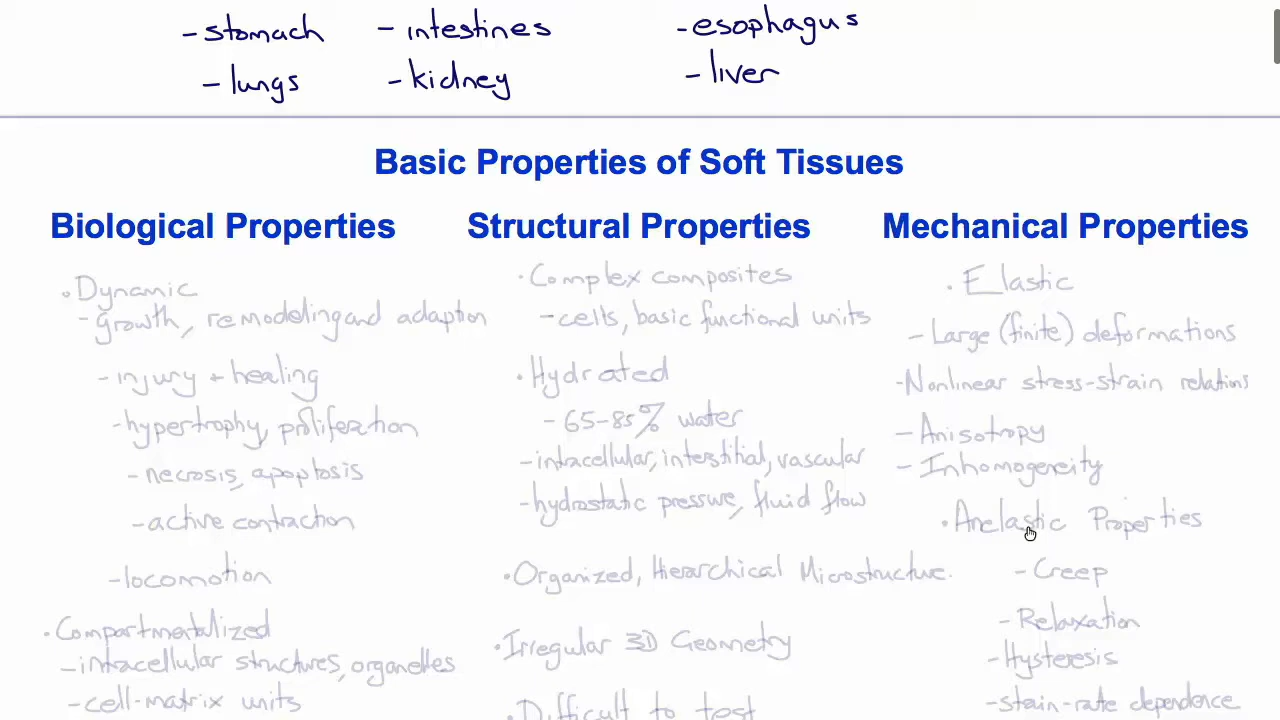 - stomach - intestines - esophagus
- lungs - kidney - liver
Basic Properties of Soft Tissues
Biological Properties
• Dynamic
- growth, remodeling and adaption
- injury + healing
- hypertrophy, proliferation
- necrosis, apoptosis
- active contraction
- locomotion
• Compartmentalized
- intracellular structures, organelles
- cell-matrix units
Structural Properties
• Complex composites
- cells, basic functional units
• Hydrated
- 65-85% water
- intracellular, interstitial, vascular
- hydrostatic pressure, fluid flow
• Organized, Hierarchical Microstructure.
• Irregular 3D Geometry
• Difficult to test
Mechanical Properties
• Elastic
- Large (finite) deformations
- Nonlinear stress-strain relations
- Anisotropy
- Inhomogeneity
• Anelastic Properties
- Creep
- Relaxation
- Hysteresis
- stain-rate dependence